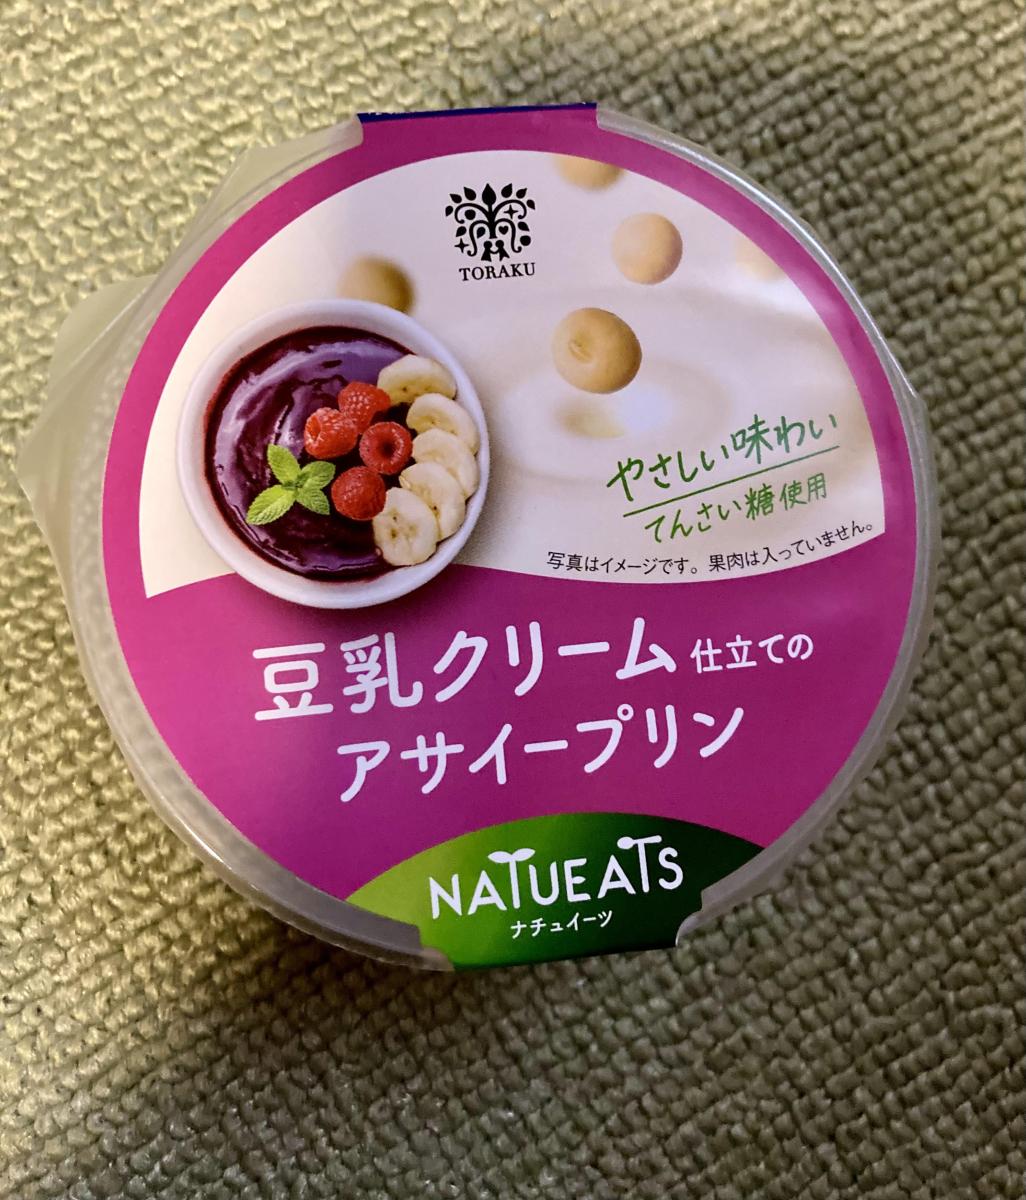 TORAKU
やさしい味わい
てんさい糖使用
写真はイメージです。果肉は入っていません。
豆乳クリーム仕立ての
アサイープリン
NATUEATS
ナチュイーツ